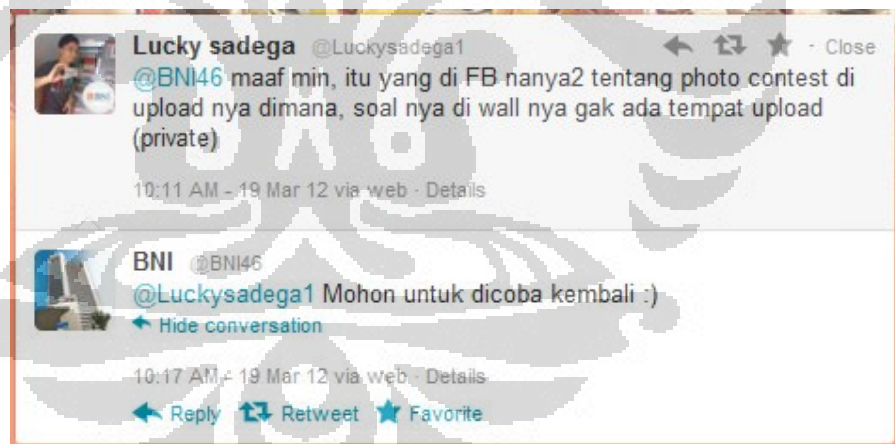 Lucky sadega @Luckysadega1 · Close
@BNI46 maaf min, itu yang di FB nanya2 tentang photo contest di
upload nya dimana, soal nya di wall nya gak ada tempat upload
(private)
10:11 AM - 19 Mar 12 via web · Details
BNI @BNI46
@Luckysadega1 Mohon untuk dicoba kembali :)
Hide conversation
10:17 AM - 19 Mar 12 via web · Details
Reply Retweet Favorite